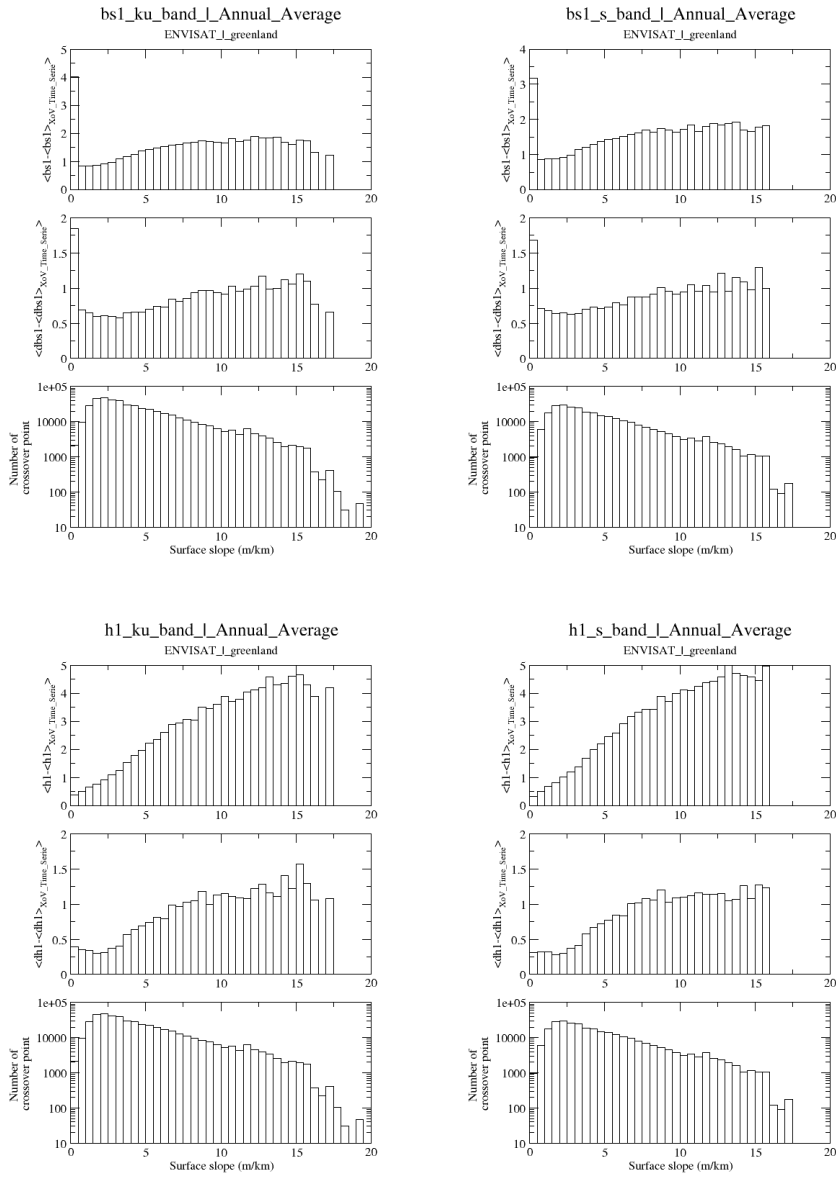 bs1_ku_band_l_Annual_Average
ENVISAT_l_greenland
5
4
3
2
1
0
<bs1-<bs1>XoV_Time_Serie>
0 5 10 15 20
2
1.5
1
0.5
0
<dbs1-<dbs1>XoV_Time_Serie>
0 5 10 15 20
1e+05
10000
1000
100
10
Number of
crossover point
0 5 10 15 20
Surface slope (m/km)
bs1_s_band_l_Annual_Average
ENVISAT_l_greenland
4
3
2
1
0
<bs1-<bs1>XoV_Time_Serie>
0 5 10 15 20
2
1.5
1
0.5
0
<dbs1-<dbs1>XoV_Time_Serie>
0 5 10 15 20
1e+05
10000
1000
100
10
Number of
crossover point
0 5 10 15 20
Surface slope (m/km)
h1_ku_band_l_Annual_Average
ENVISAT_l_greenland
5
4
3
2
1
0
<h1-<h1>XoV_Time_Serie>
0 5 10 15 20
2
1.5
1
0.5
0
<dh1-<dh1>XoV_Time_Serie>
0 5 10 15 20
1e+05
10000
1000
100
10
Number of
crossover point
0 5 10 15 20
Surface slope (m/km)
h1_s_band_l_Annual_Average
ENVISAT_l_greenland
5
4
3
2
1
0
<h1-<h1>XoV_Time_Serie>
0 5 10 15 20
2
1.5
1
0.5
0
<dh1-<dh1>XoV_Time_Serie>
0 5 10 15 20
1e+05
10000
1000
100
10
Number of
crossover point
0 5 10 15 20
Surface slope (m/km)